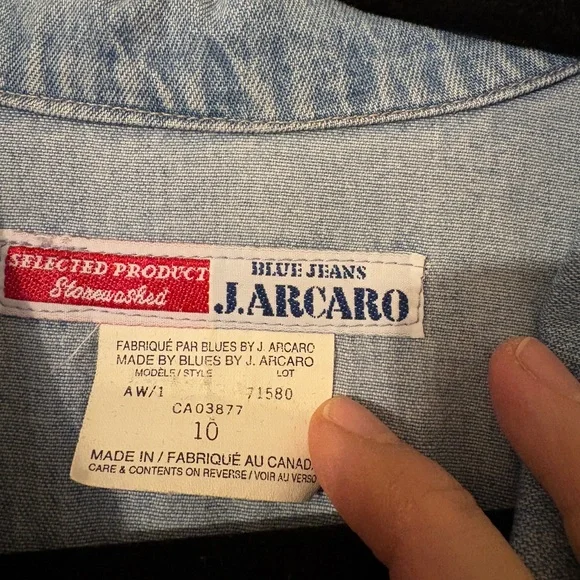 SELECTED PRODUCT
Stonewashed
BLUE JEANS
J.ARCARO
FABRIQUÉ PAR BLUES BY J. ARCARO
MADE BY BLUES BY J. ARCARO
MODÈLE/STYLE LOT
AW/1 71580
CA03877
10
MADE IN/FABRIQUÉ AU CANAD
CARE & CONTENTS ON REVERSE/VOIR AU VERSO